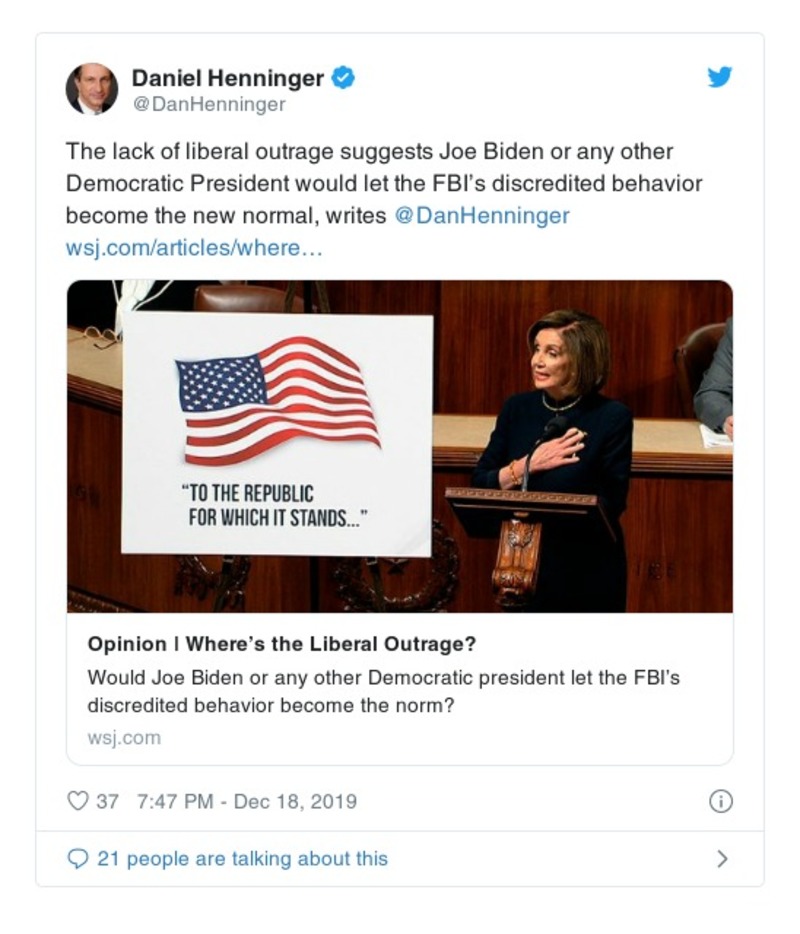 Daniel Henninger
@DanHenninger
The lack of liberal outrage suggests Joe Biden or any other
Democratic President would let the FBI’s discredited behavior
become the new normal, writes @DanHenninger
wsj.com/articles/where…
“TO THE REPUBLIC
FOR WHICH IT STANDS...”
Opinion | Where’s the Liberal Outrage?
Would Joe Biden or any other Democratic president let the FBI’s
discredited behavior become the norm?
wsj.com
37 7:47 PM - Dec 18, 2019
21 people are talking about this